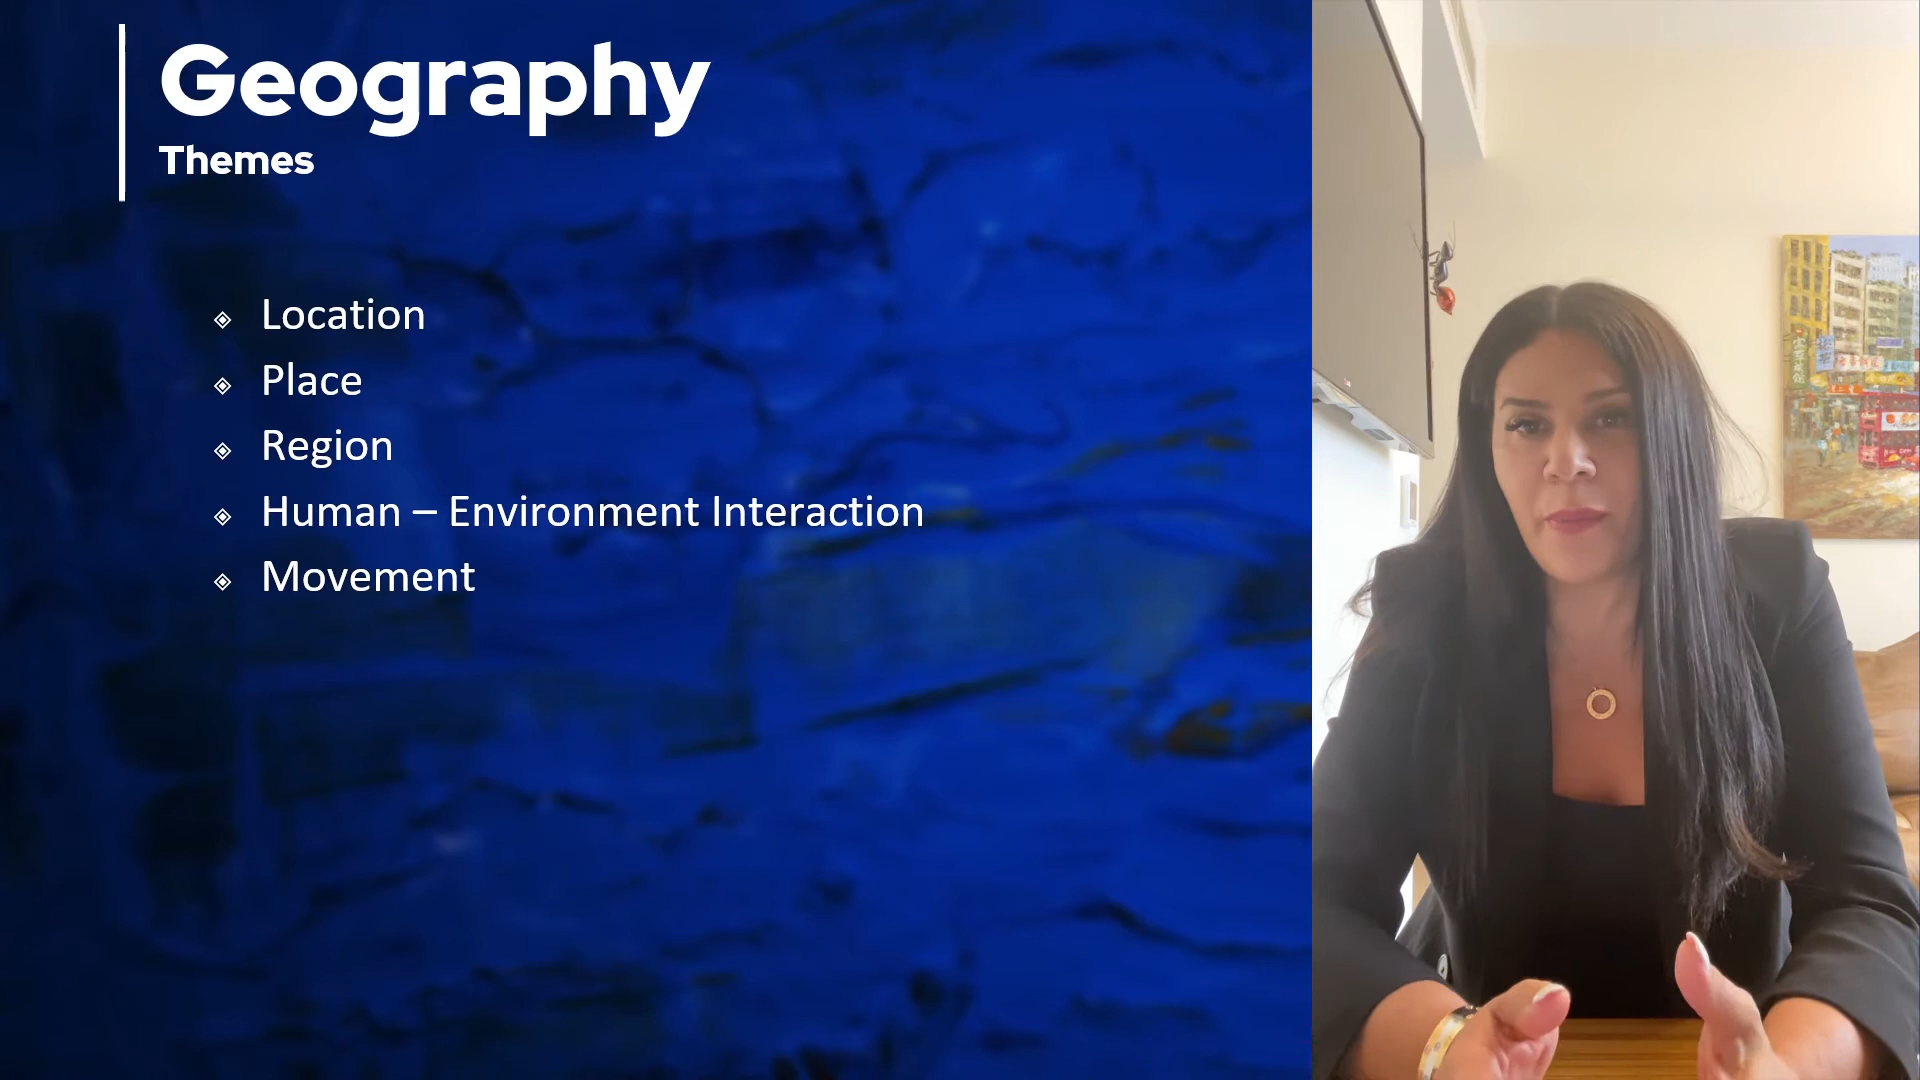 Geography
Themes
Location
Place
Region
Human – Environment Interaction
Movement